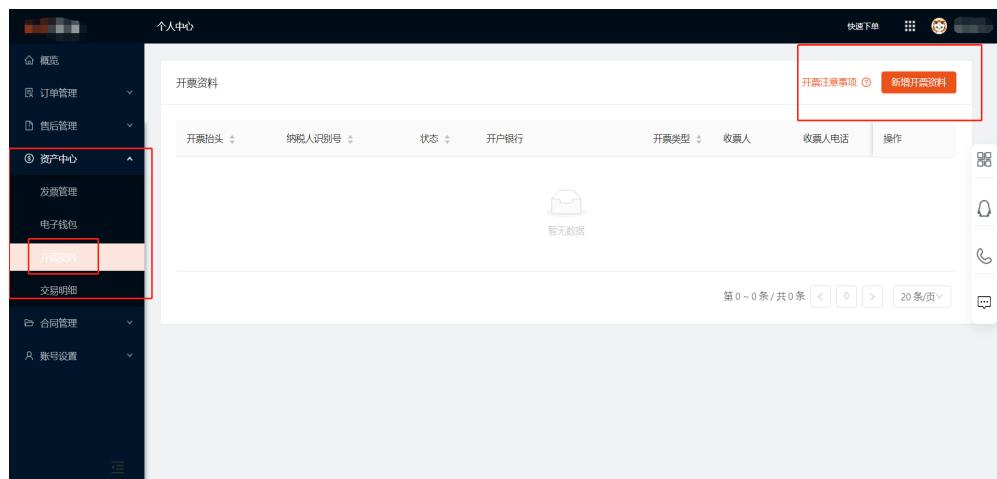 个人中心
快速下单
概览
订单管理
售后管理
资产中心
发票管理
电子钱包
开票资料
交易明细
合同管理
账号设置
开票资料
开票注意事项
新增开票资料
开票抬头 纳税人识别号 状态 开户银行 开票类型 收票人 收票人电话 操作
暂无数据
第 0 ~ 0 条 / 共 0 条 < 0 > 20 条/页